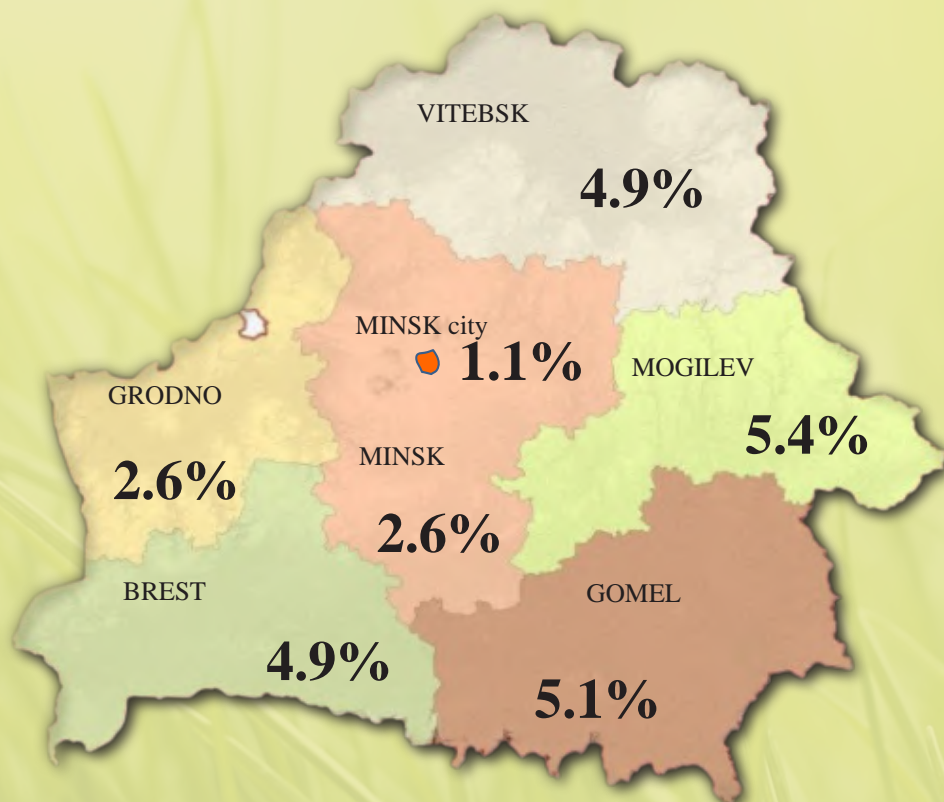 VITEBSK
4.9%
MINSK city
1.1%
MOGILEV
5.4%
GRODNO
2.6%
MINSK
2.6%
BREST
4.9%
GOMEL
5.1%